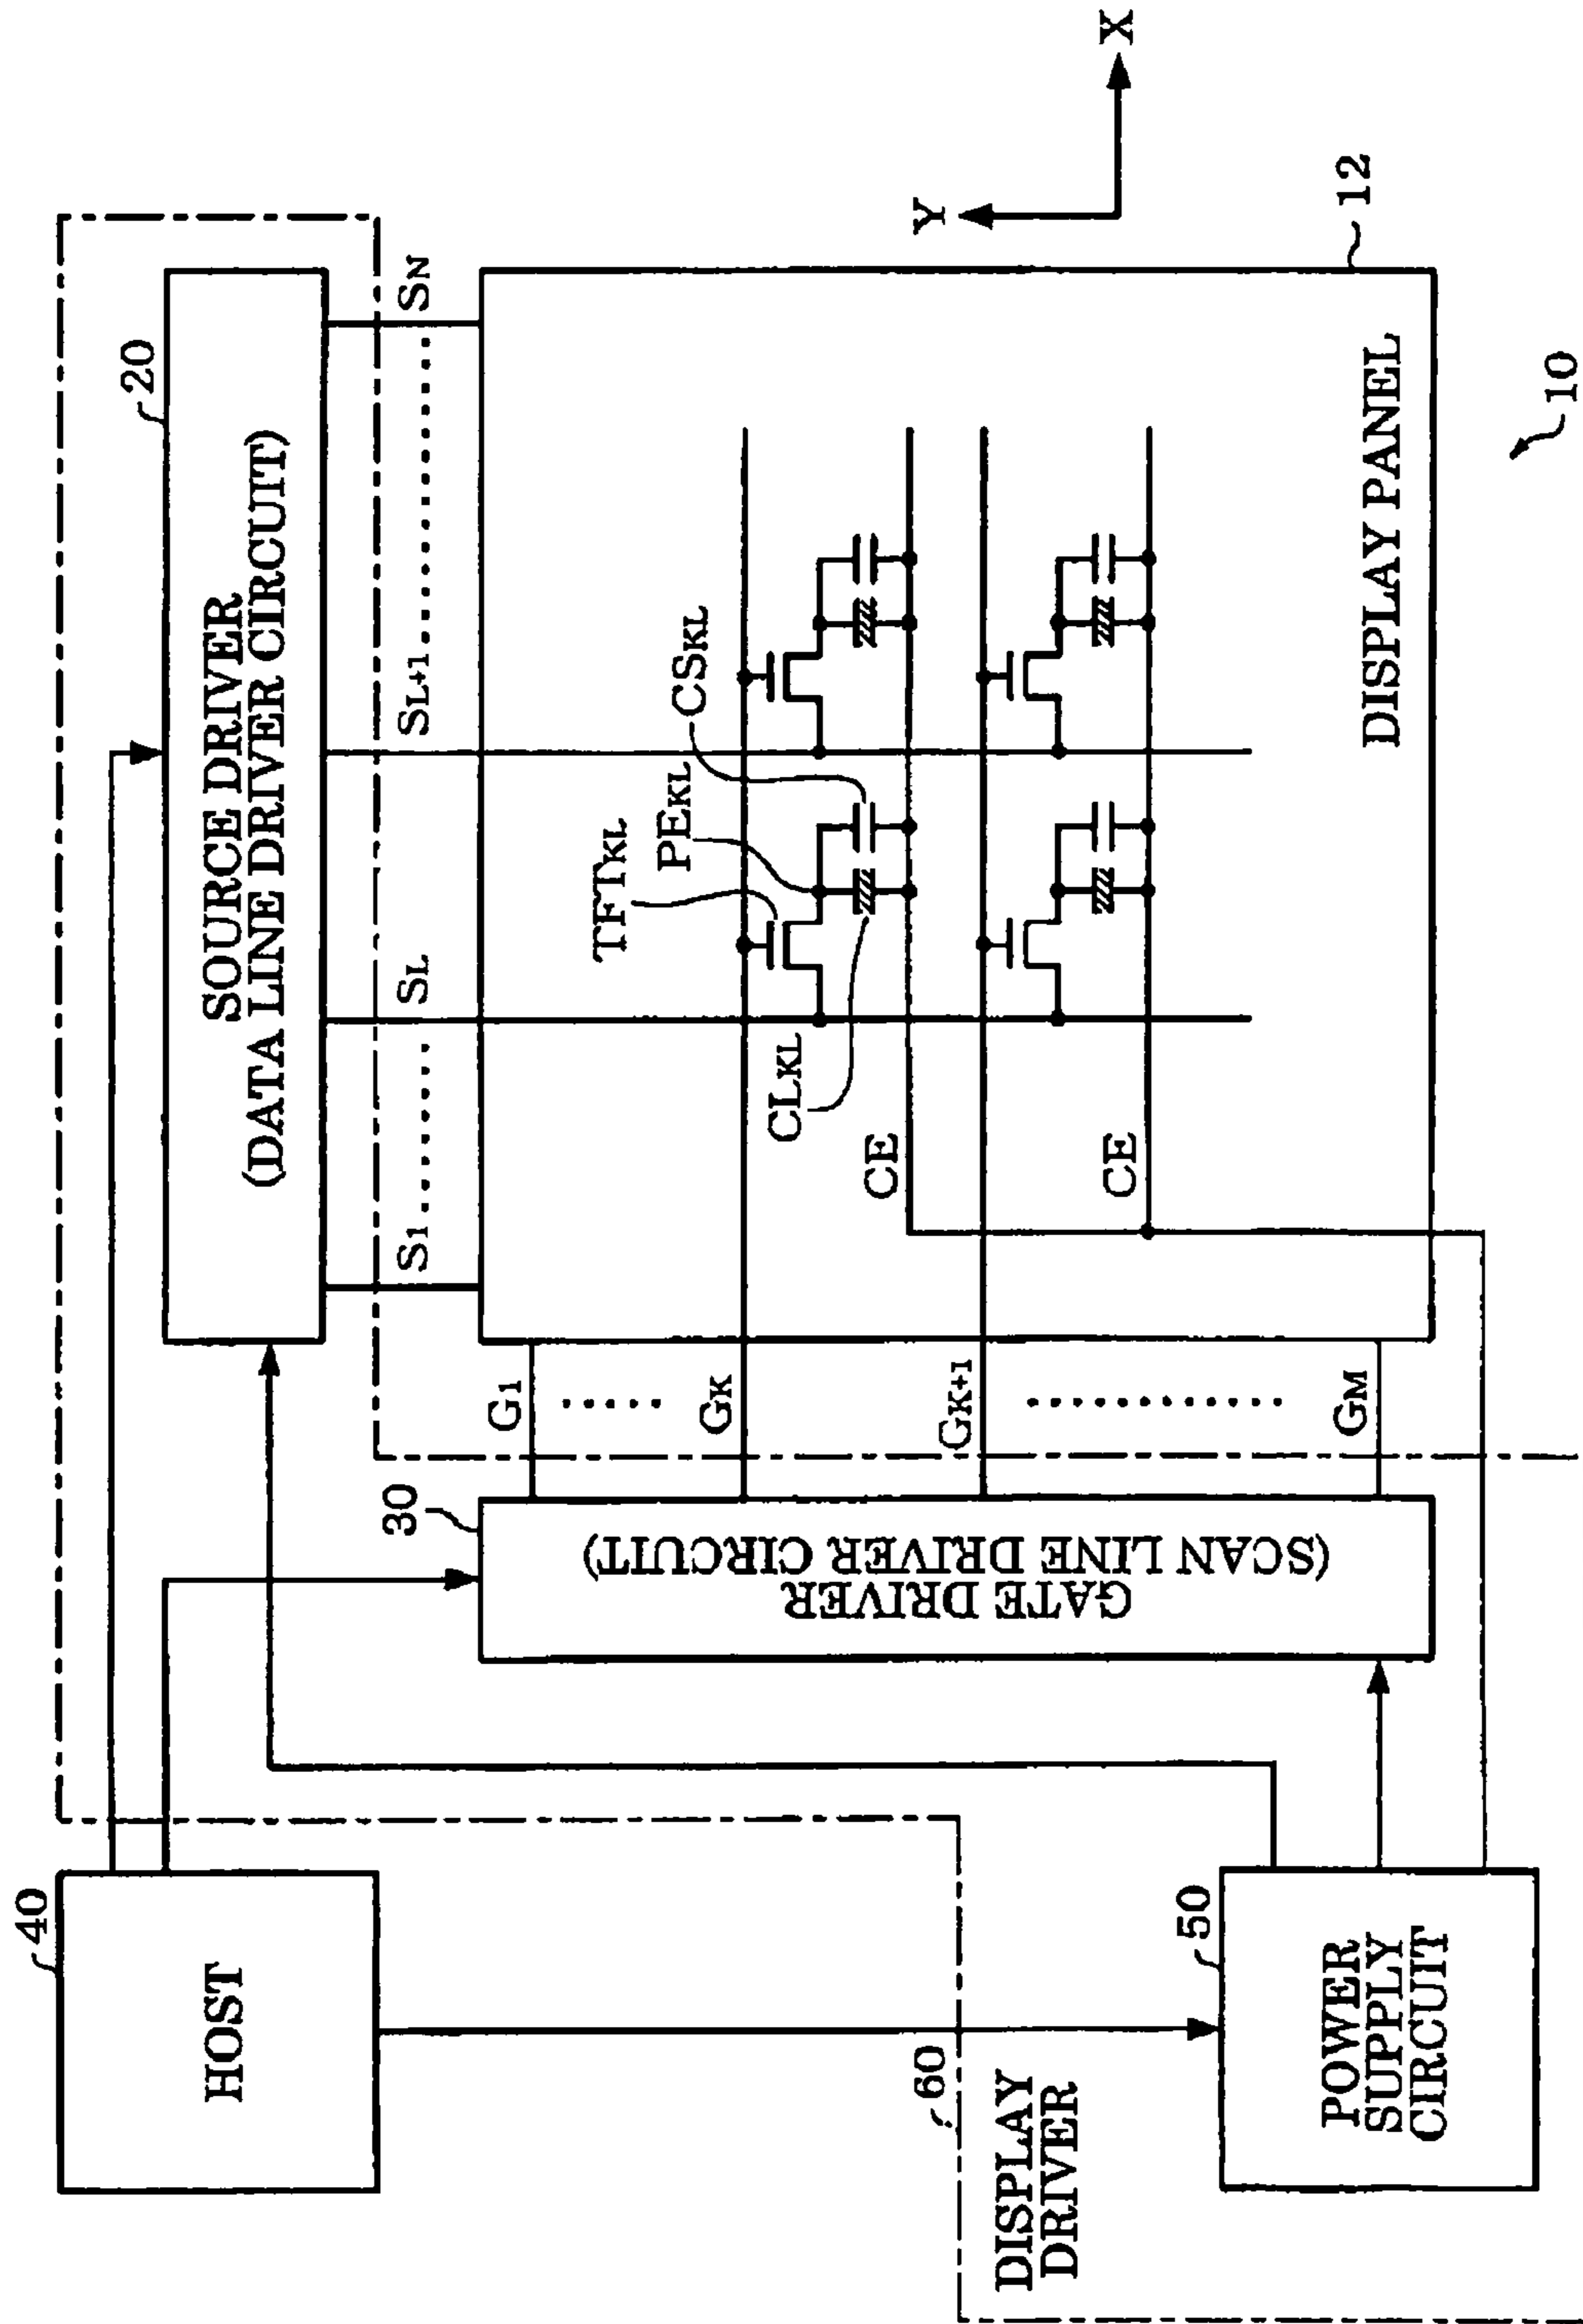 40
HOST
20
SOURCE DRIVER
(DATA LINE DRIVER CIRCUIT)
S1
SL
SL+1
SN
30
GATE DRIVER
(SCAN LINE DRIVER CIRCUIT)
G1
GK
GK+1
GM
TFTKL
PEKL
CSKL
CLKL
CE
CE
DISPLAY PANEL
12
Y
X
60
DISPLAY
DRIVER
50
POWER
SUPPLY
CIRCUIT
10